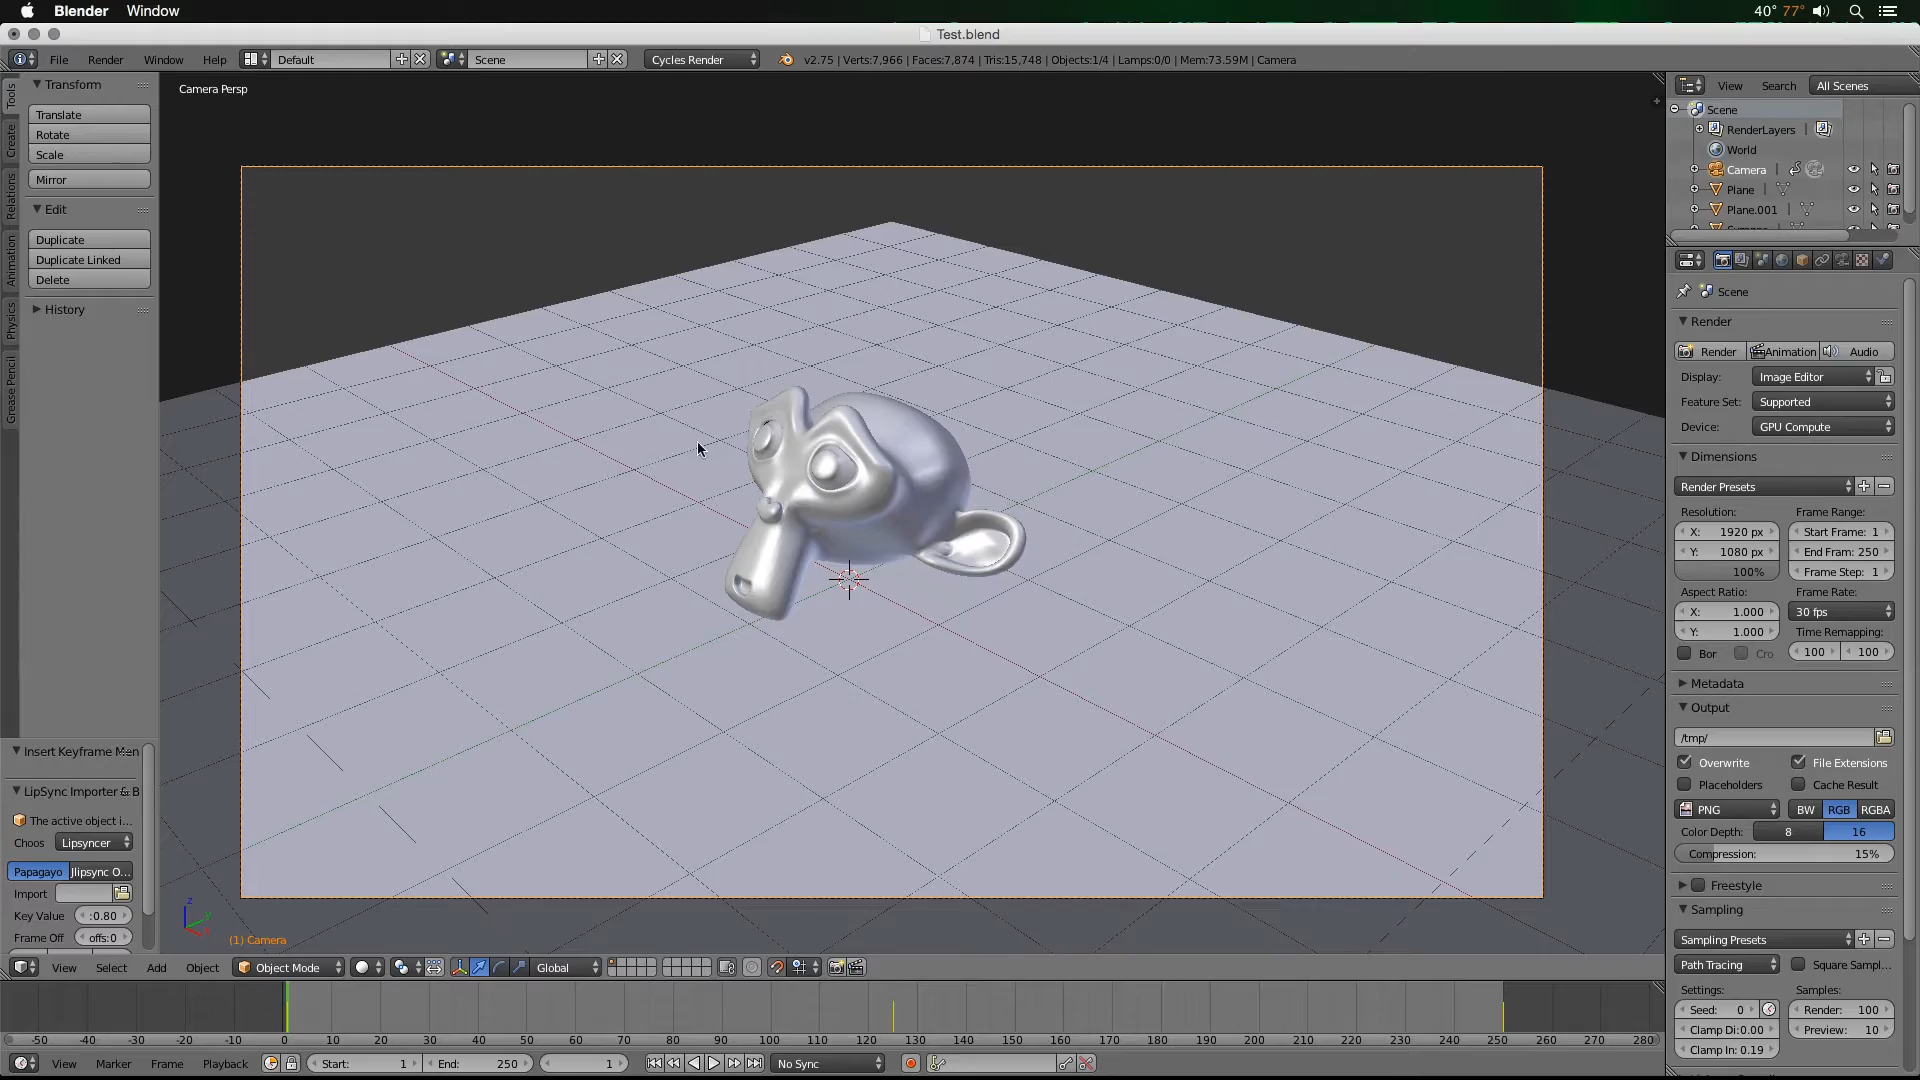 Blender Window 40° 77°
Test.blend
File Render Window Help Default Scene Cycles Render v2.75 | Verts:7,966 | Faces:7,874 | Tris:15,748 | Objects:1/4 | Lamps:0/0 | Mem:73.59M | Camera
Tools
Create
Relations
Animation
Physics
Grease Pencil
Transform
Translate
Rotate
Scale
Mirror
Edit
Duplicate
Duplicate Linked
Delete
History
Insert Keyframe Men
LipSync Importer & B
The active object i...
Choos Lipsyncer
Papagayo Jlipsync O...
Import
Key Value :0.80
Frame Off offs:0
Camera Persp
z
y
x
(1) Camera
View Select Add Object Object Mode Global
-50 -40 -30 -20 -10 0 10 20 30 40 50 60 70 80 90 100 110 120 130 140 150 160 170 180 190 200 210 220 230 240 250 260 270 280
View Marker Frame Playback Start: 1 End: 250 1 No Sync
View Search All Scenes
Scene
RenderLayers |
World
Camera |
Plane |
Plane.001 |
Scene
Render
Render Animation Audio
Display: Image Editor
Feature Set: Supported
Device: GPU Compute
Dimensions
Render Presets
Resolution: Frame Range:
X: 1920 px Start Frame: 1
Y: 1080 px End Fram: 250
100% Frame Step: 1
Aspect Ratio: Frame Rate:
X: 1.000 30 fps
Y: 1.000 Time Remapping:
Bor Cro 100 100
Metadata
Output
/tmp/
Overwrite File Extensions
Placeholders Cache Result
PNG BW RGB RGBA
Color Depth: 8 16
Compression: 15%
Freestyle
Sampling
Sampling Presets
Path Tracing Square Sampl...
Settings: Samples:
Seed: 0 Render: 100
Clamp Di:0.00 Preview: 10
Clamp In: 0.19